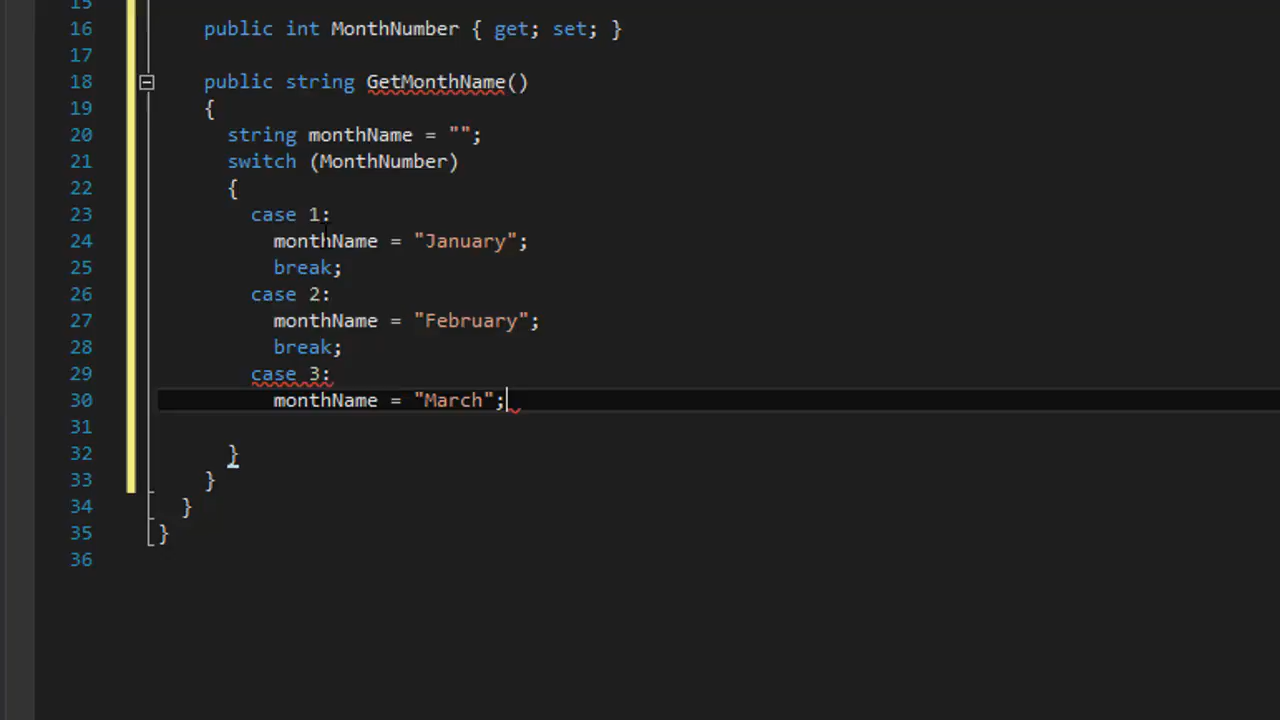 15
16 public int MonthNumber { get; set; }
17
18 public string GetMonthName()
19 {
20 string monthName = "";
21 switch (MonthNumber)
22 {
23 case 1:
24 monthName = "January";
25 break;
26 case 2:
27 monthName = "February";
28 break;
29 case 3:
30 monthName = "March";
31
32 }
33 }
34 }
35 }
36